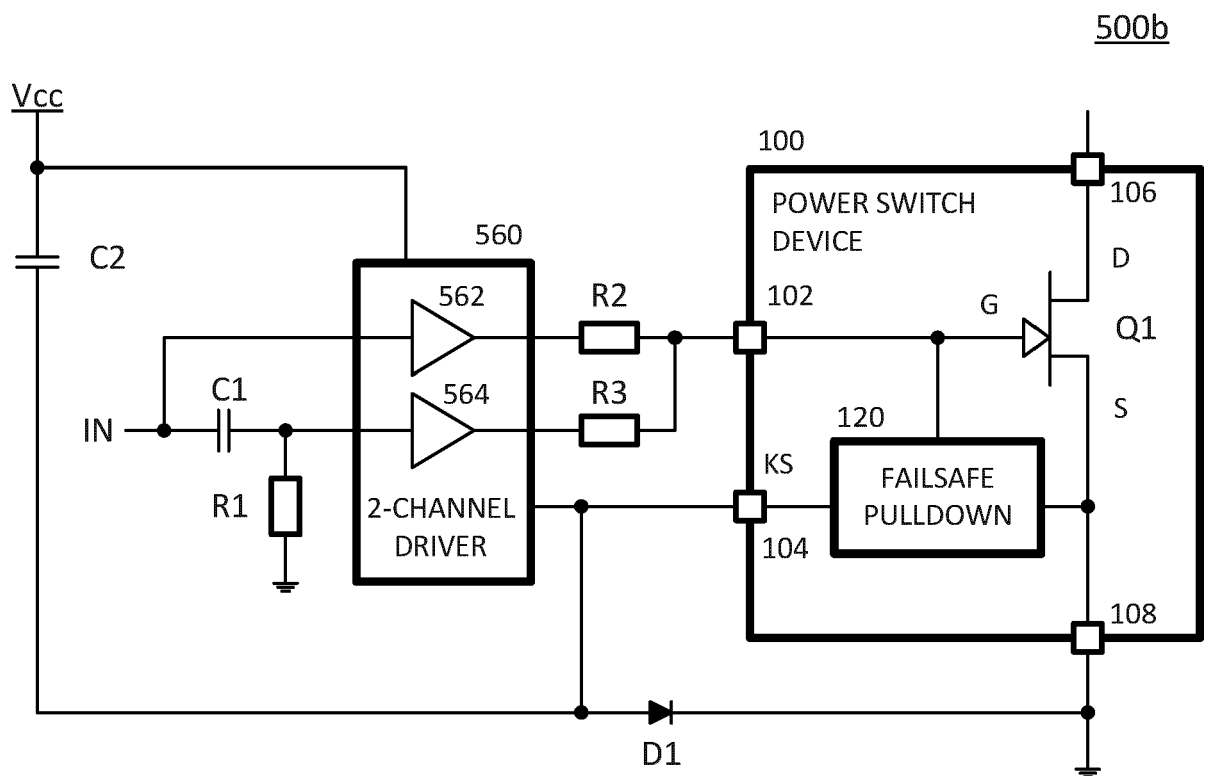 500b
Vcc
100
106
POWER SWITCH
DEVICE
560
C2
D
562
R2
102
G
Q1
C1
564
R3
S
IN
120
KS
FAILSAFE
PULLDOWN
R1
2-CHANNEL
DRIVER
104
108
D1